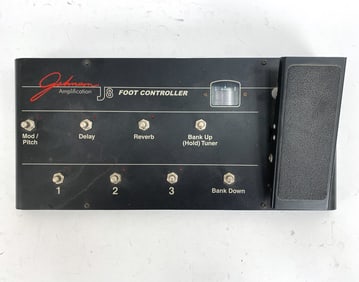 Johnson
Amplification
J8 FOOT CONTROLLER
Mod /
Pitch
Delay
Reverb
Bank Up
(Hold) Tuner
1
2
3
Bank Down